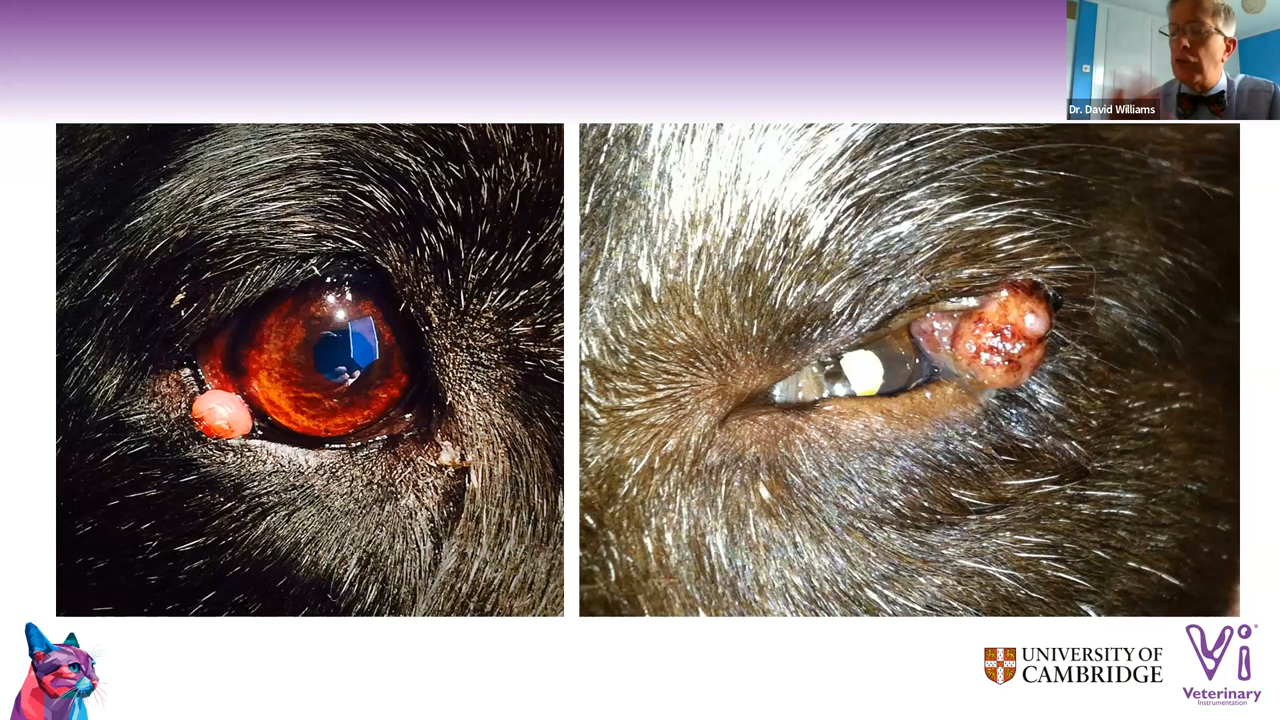 Dr. David Williams
UNIVERSITY OF
CAMBRIDGE
Vi
Veterinary
Instrumentation